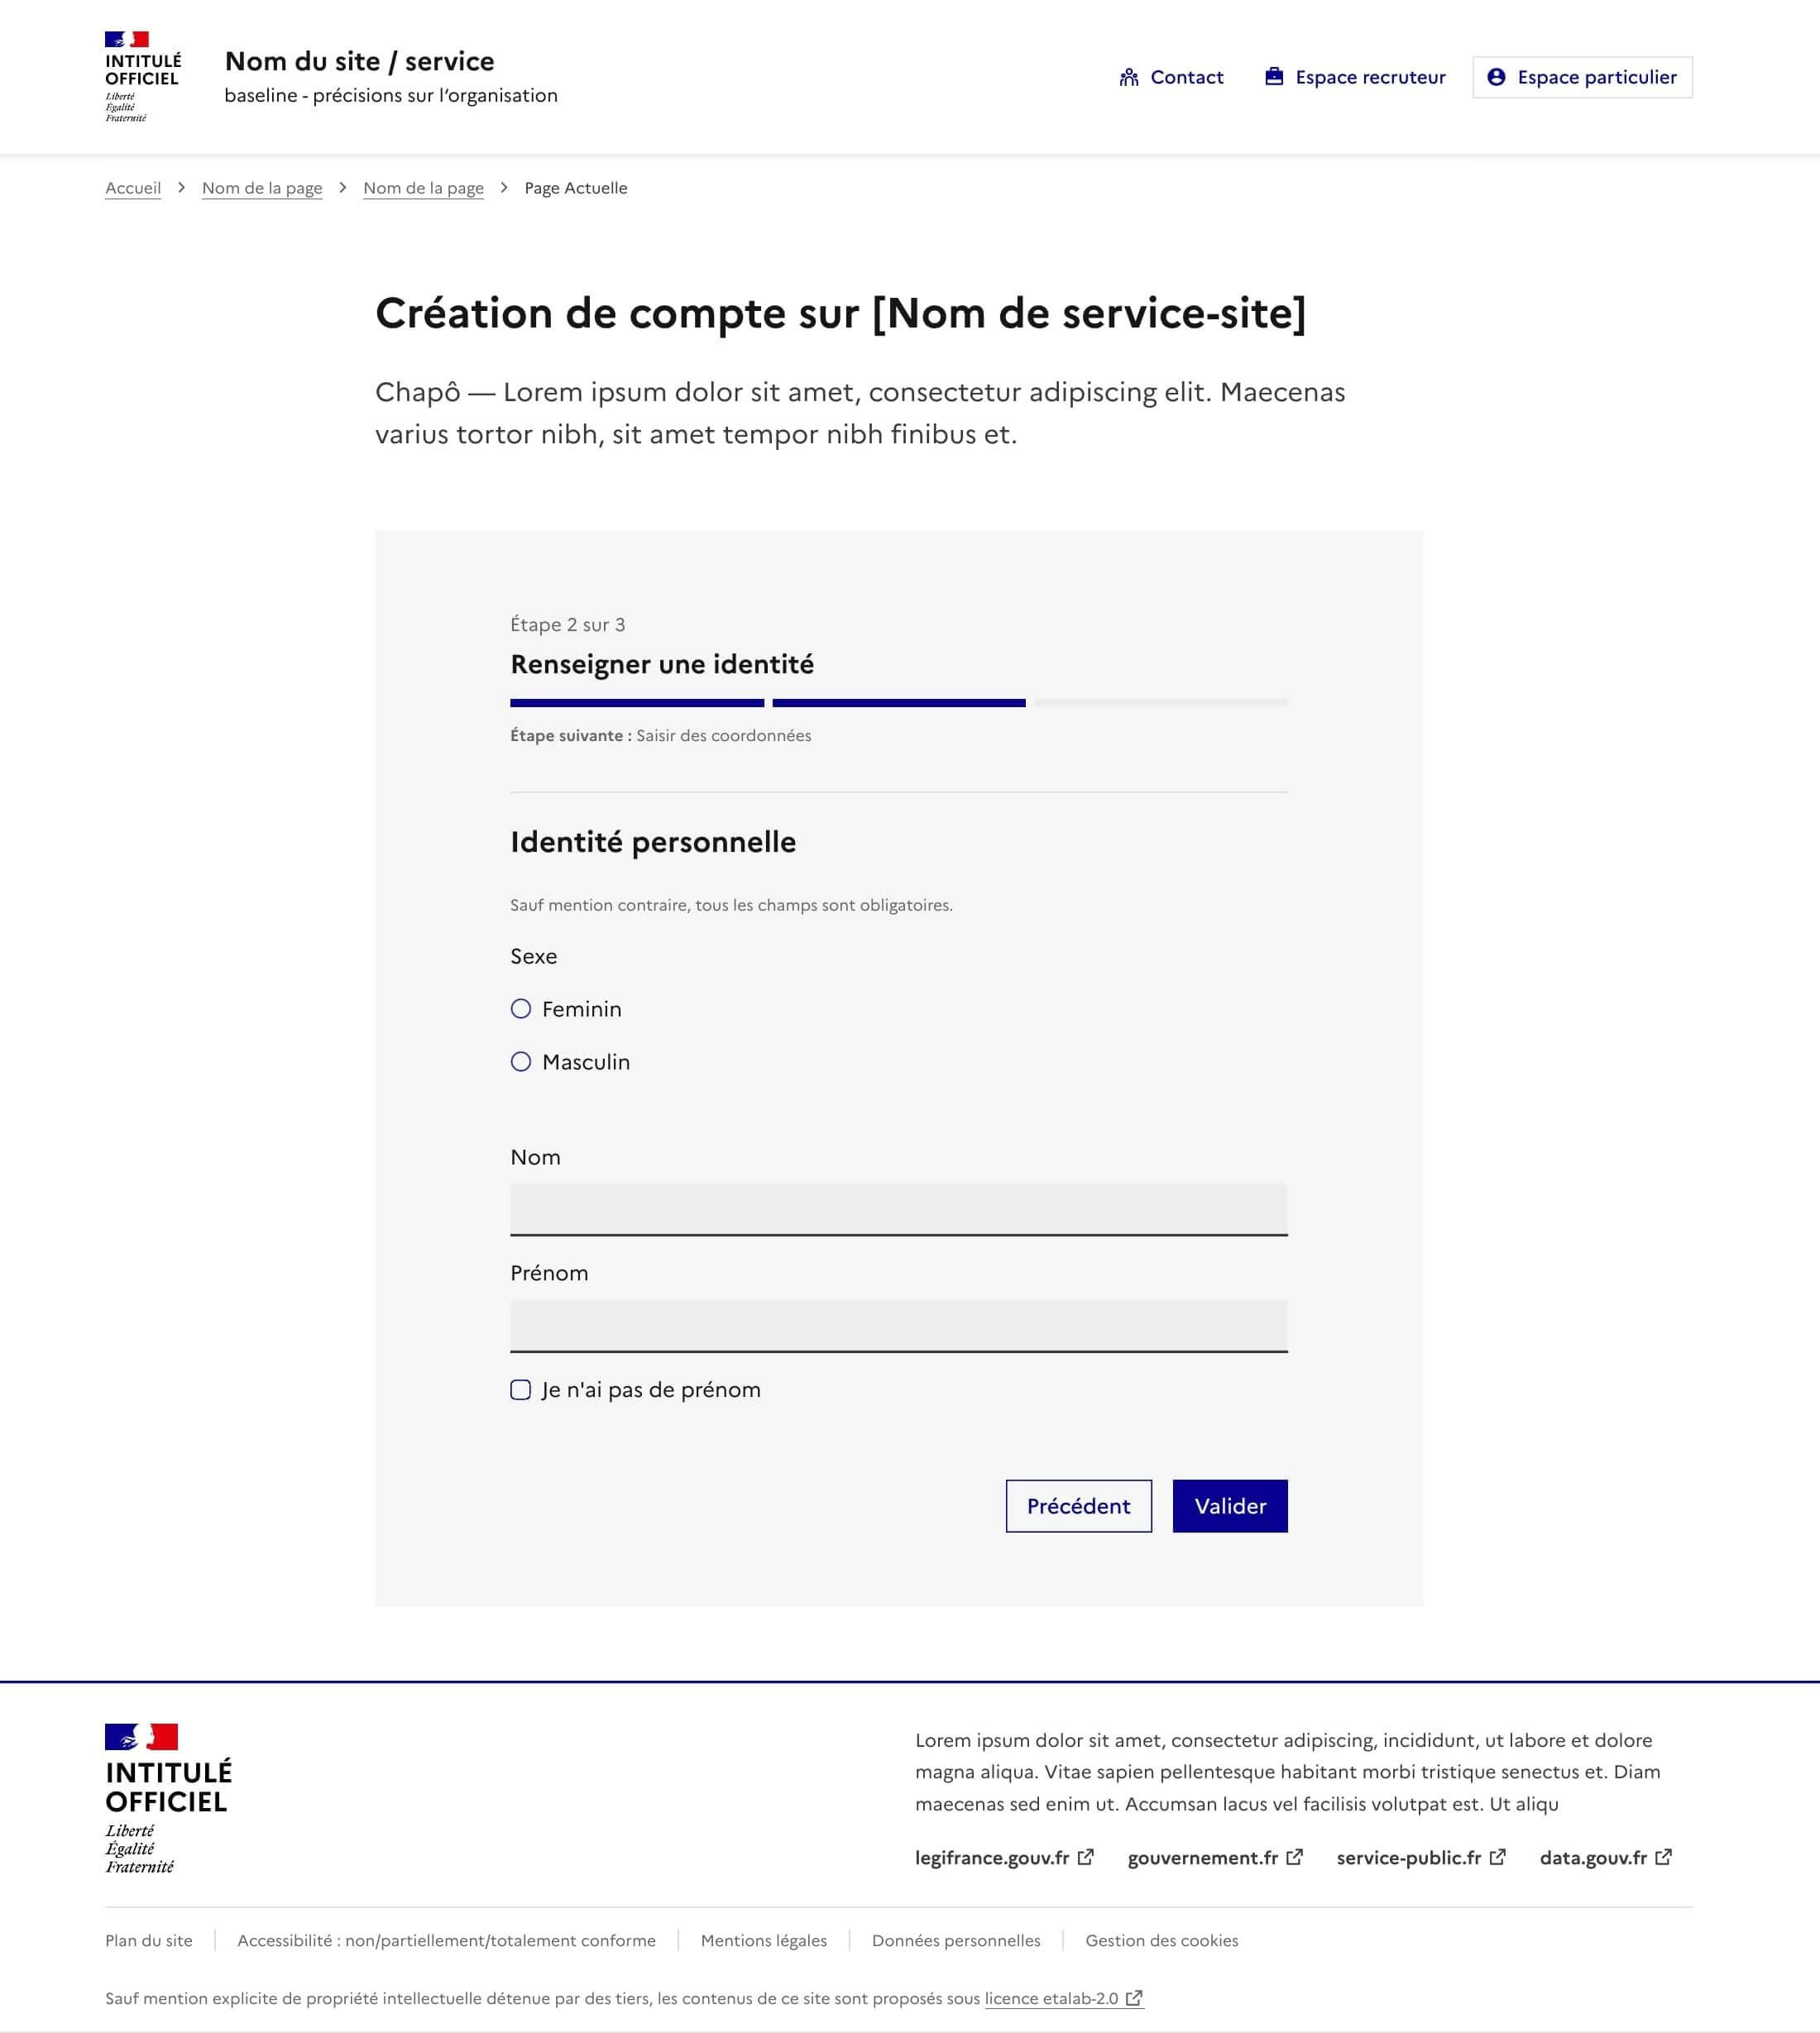 INTITULÉ
OFFICIEL
Liberté
Égalité
Fraternité
Nom du site / service
baseline - précisions sur l‘organisation
Contact
Espace recruteur
Espace particulier
Accueil > Nom de la page > Nom de la page > Page Actuelle
Création de compte sur [Nom de service-site]
Chapô — Lorem ipsum dolor sit amet, consectetur adipiscing elit. Maecenas
varius tortor nibh, sit amet tempor nibh finibus et.
Étape 2 sur 3
Renseigner une identité
Étape suivante : Saisir des coordonnées
Identité personnelle
Sauf mention contraire, tous les champs sont obligatoires.
Sexe
Feminin
Masculin
Nom
Prénom
Je n'ai pas de prénom
Précédent
Valider
INTITULÉ
OFFICIEL
Liberté
Égalité
Fraternité
Lorem ipsum dolor sit amet, consectetur adipiscing, incididunt, ut labore et dolore
magna aliqua. Vitae sapien pellentesque habitant morbi tristique senectus et. Diam
maecenas sed enim ut. Accumsan lacus vel facilisis volutpat est. Ut aliqu
legifrance.gouv.fr gouvernement.fr service-public.fr data.gouv.fr
Plan du site | Accessibilité : non/partiellement/totalement conforme | Mentions légales | Données personnelles | Gestion des cookies
Sauf mention explicite de propriété intellectuelle détenue par des tiers, les contenus de ce site sont proposés sous licence etalab-2.0